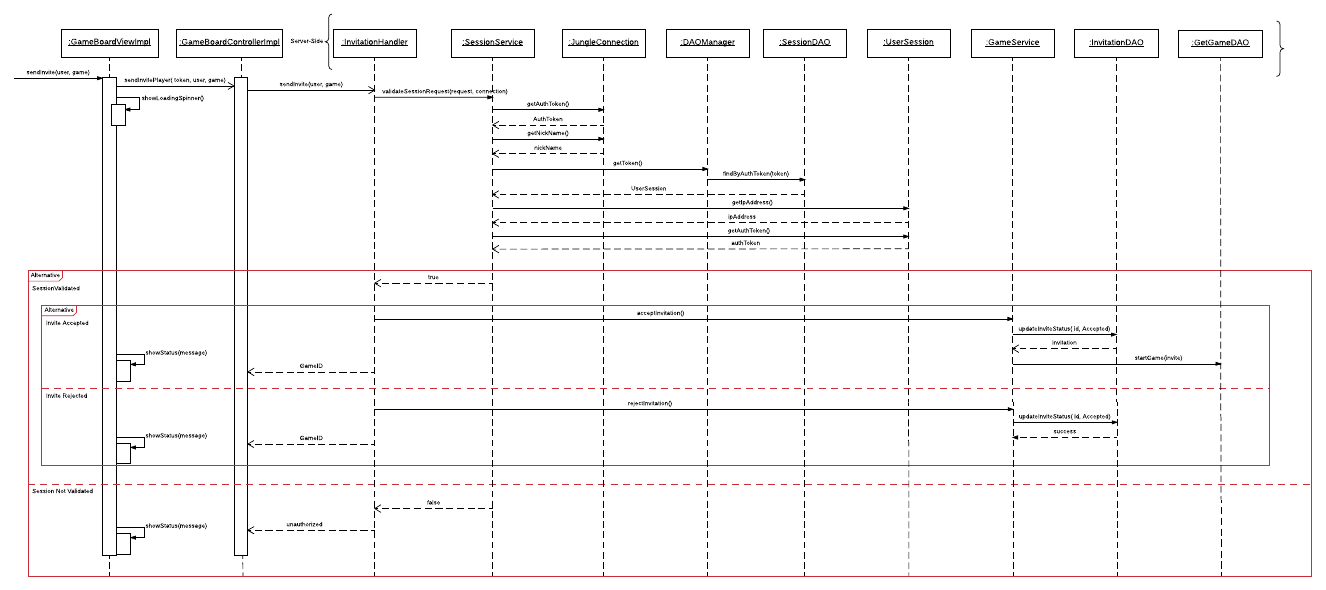 :GameBoardViewImpl
:GameBoardControllerImpl
Server-Side
:InvitationHandler
:SessionService
:JungleConnection
:DAOManager
:SessionDAO
:UserSession
:GameService
:InvitationDAO
:GetGameDAO
sendInvite(user, game)
sendInvitePlayer( token, user, game)
sendInvite(user, game)
validateSessionRequest(request, connection)
showLoadingSpinner()
getAuthToken()
AuthToken
getNickName()
nickName
getToken()
findByAuthToken(token)
UserSession
getIpAddress()
ipAddress
getAuthToken()
authToken
Alternative
true
SessionValidated
Alternative
acceptInvitation()
Invite Accepted
updateInviteStatus( id, Accepted)
invitation
showStatus(message)
startGame(invite)
GameID
Invite Rejected
rejectInvitation()
updateInviteStatus( id, Accepted)
success
showStatus(message)
GameID
Session Not Validated
false
showStatus(message)
unauthorized